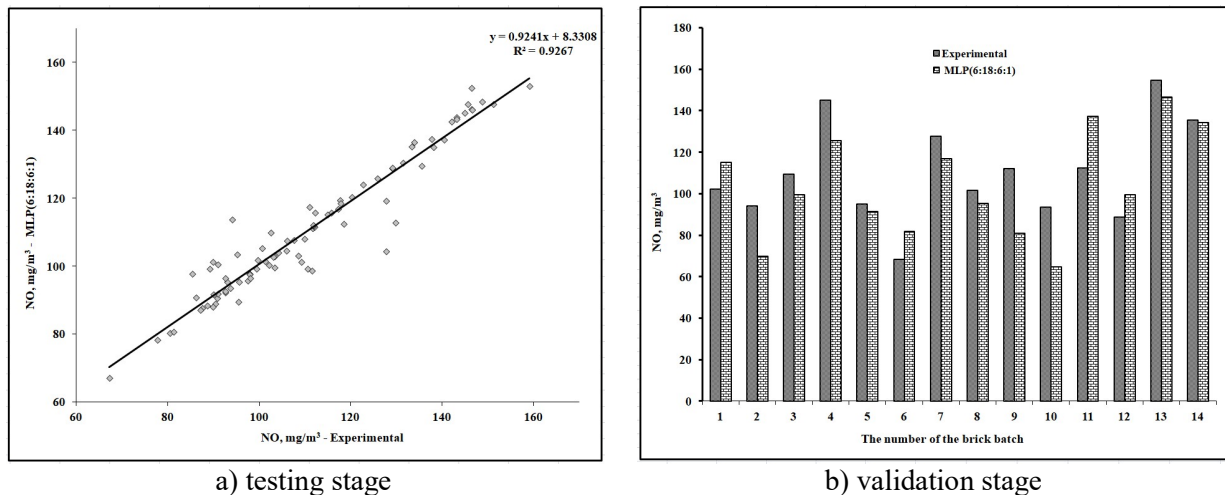 y = 0.9241x + 8.3308
R² = 0.9267
160
140
120
100
80
60
NO, mg/m³ - MLP(6:18:6:1)
60 80 100 120 140 160
NO, mg/m³ - Experimental
a) testing stage
180
160
140
120
100
80
60
40
20
0
NO, mg/m³
Experimental
MLP(6:18:6:1)
1 2 3 4 5 6 7 8 9 10 11 12 13 14
The number of the brick batch
b) validation stage